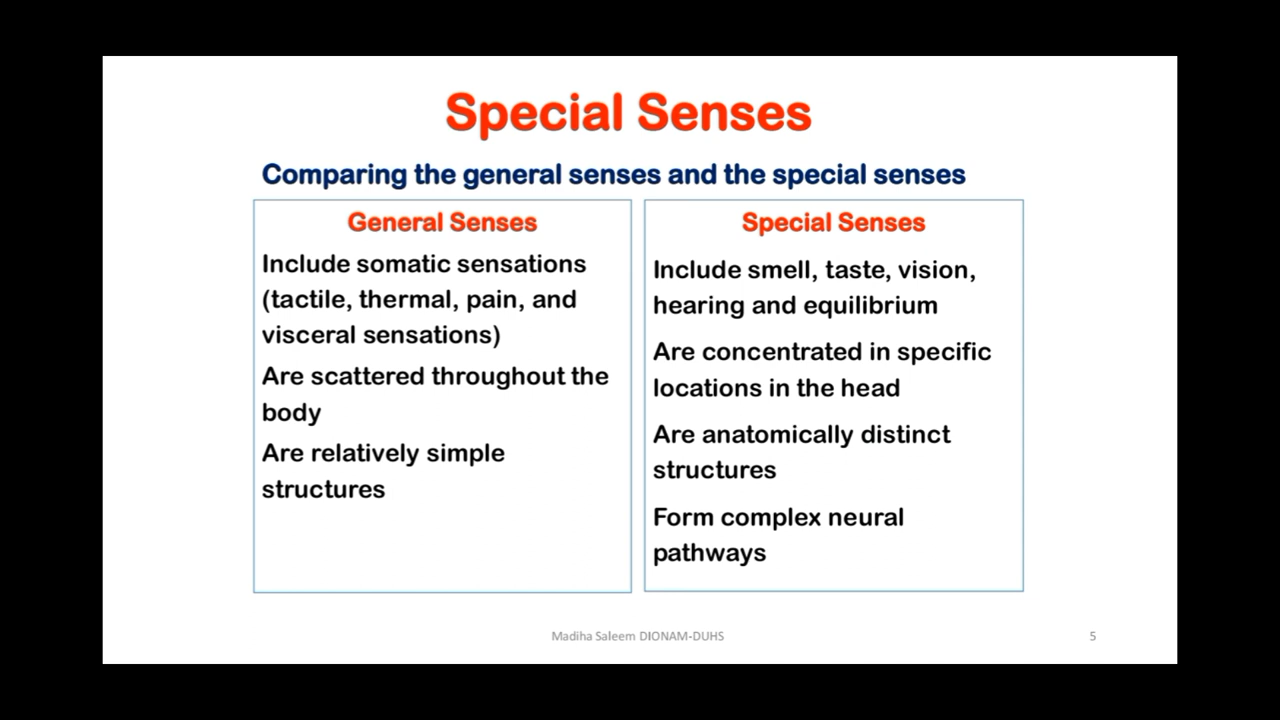 Special Senses
Comparing the general senses and the special senses
General Senses
Include somatic sensations
(tactile, thermal, pain, and
visceral sensations)
Are scattered throughout the
body
Are relatively simple
structures
Special Senses
Include smell, taste, vision,
hearing and equilibrium
Are concentrated in specific
locations in the head
Are anatomically distinct
structures
Form complex neural
pathways
Madiha Saleem DIONAM-DUHS
5